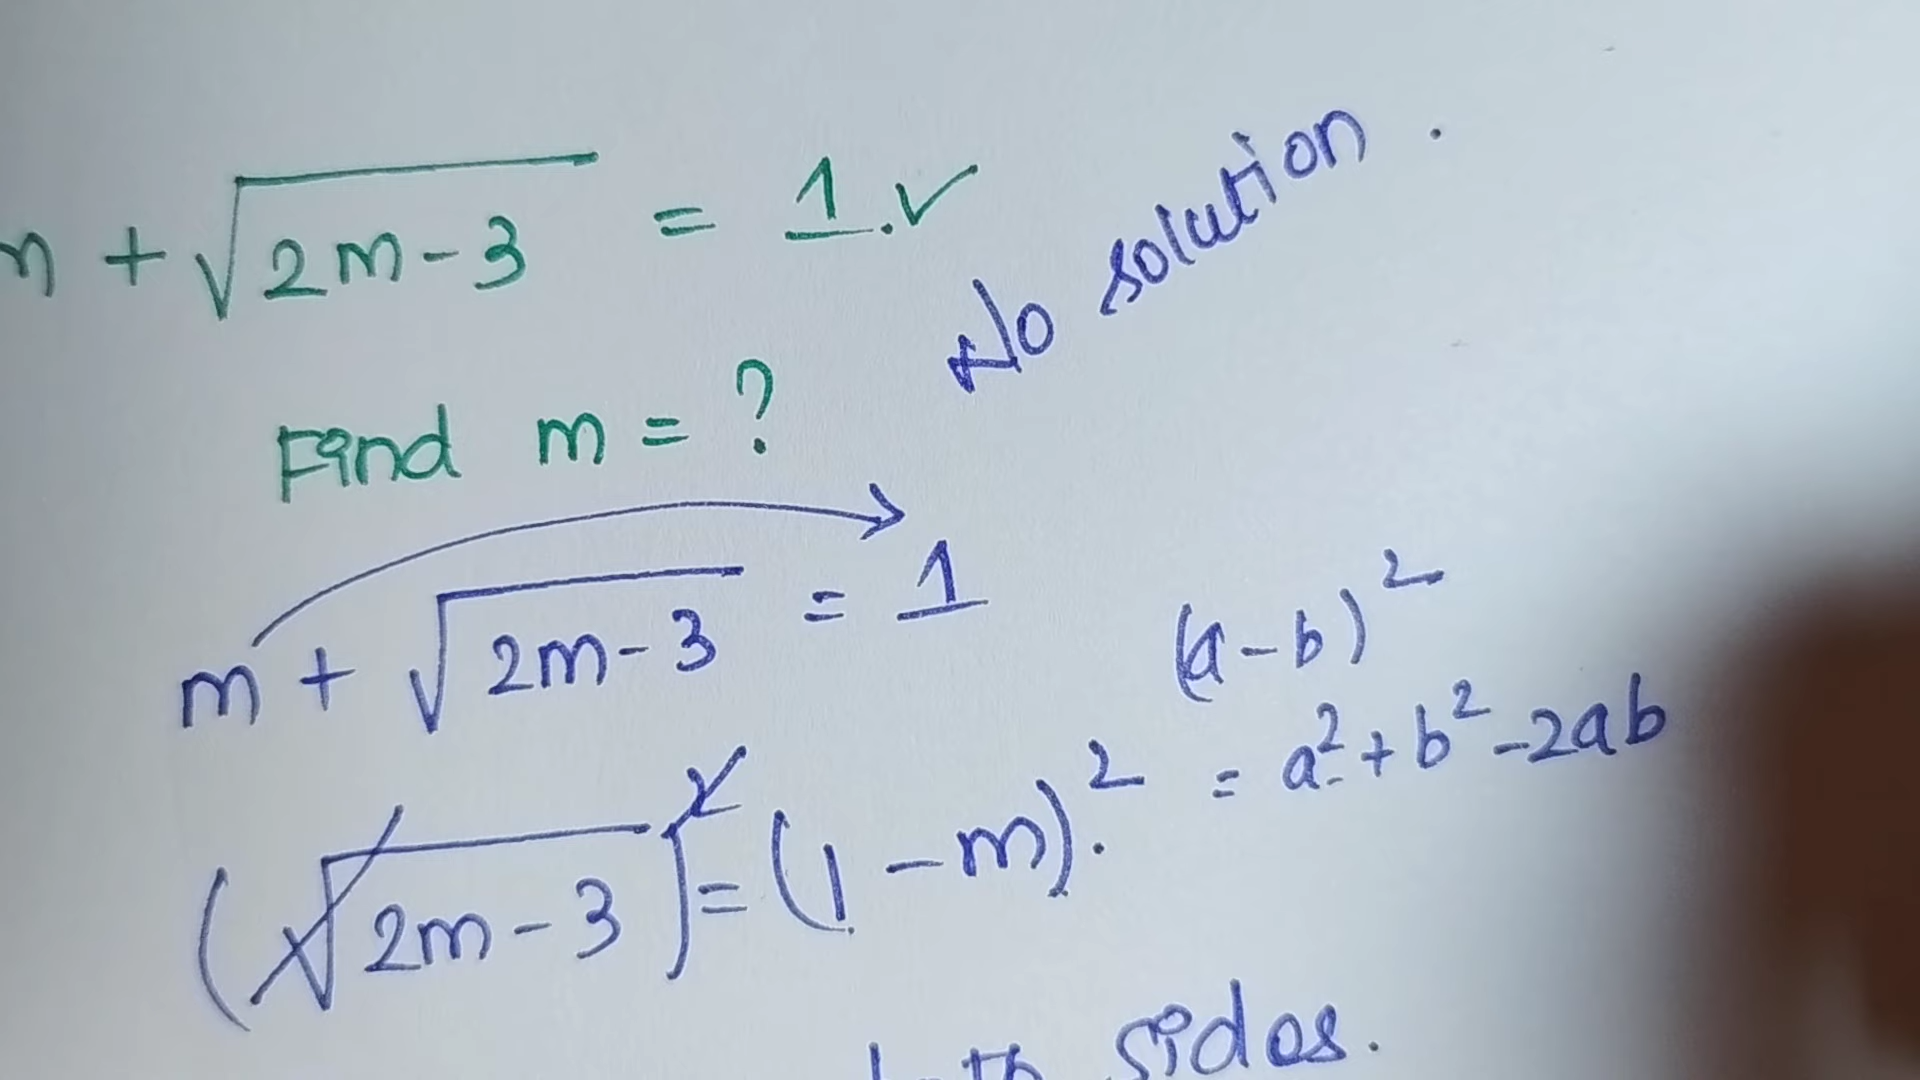 m + √2m-3 = 1.✓
No solution.
Find m = ?
m + √2m-3 = 1
(a-b)²
= a²+b²-2ab
(√2m-3)² = (1-m)².
both sides.